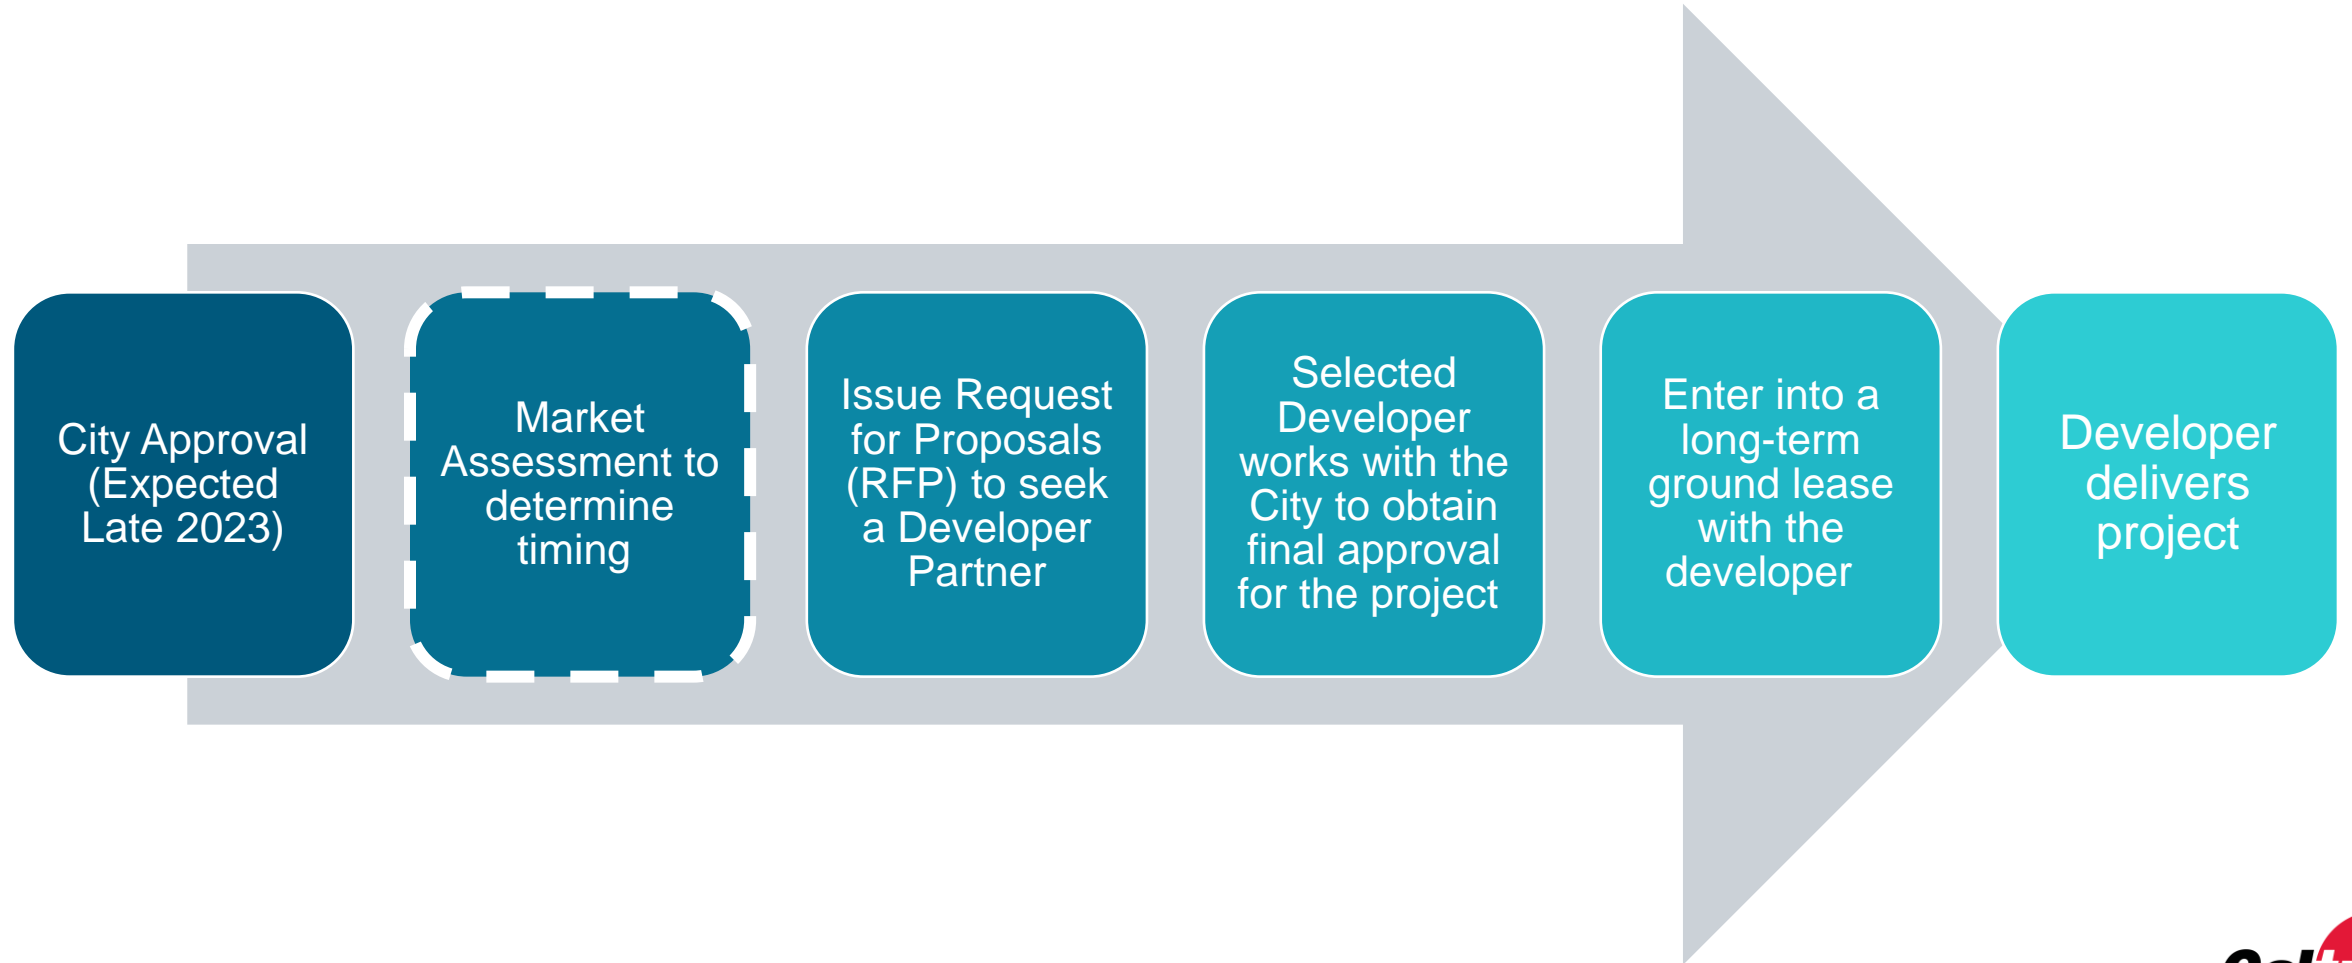 City Approval
(Expected
Late 2023)
Market
Assessment to
determine
timing
Issue Request
for Proposals
(RFP) to seek
a Developer
Partner
Selected
Developer
works with the
City to obtain
final approval
for the project
Enter into a
long-term
ground lease
with the
developer
Developer
delivers
project